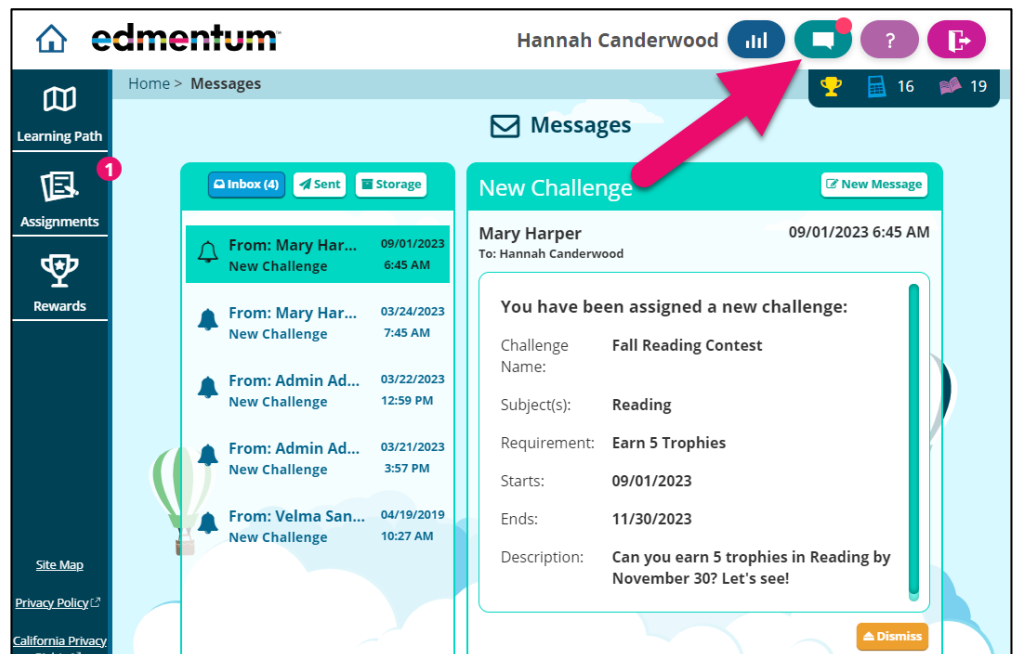 edmentum
Hannah Canderwood
?
Home > Messages
16
19
Learning Path
1
Assignments
Rewards
Site Map
Privacy Policy
California Privacy
Messages
Inbox (4)
Sent
Storage
From: Mary Har... 09/01/2023
New Challenge 6:45 AM
From: Mary Har... 03/24/2023
New Challenge 7:45 AM
From: Admin Ad... 03/22/2023
New Challenge 12:59 PM
From: Admin Ad... 03/21/2023
New Challenge 3:57 PM
From: Velma San... 04/19/2019
New Challenge 10:27 AM
New Challenge
New Message
Mary Harper 09/01/2023 6:45 AM
To: Hannah Canderwood
You have been assigned a new challenge:
Challenge Fall Reading Contest
Name:
Subject(s): Reading
Requirement: Earn 5 Trophies
Starts: 09/01/2023
Ends: 11/30/2023
Description: Can you earn 5 trophies in Reading by
November 30? Let's see!
Dismiss